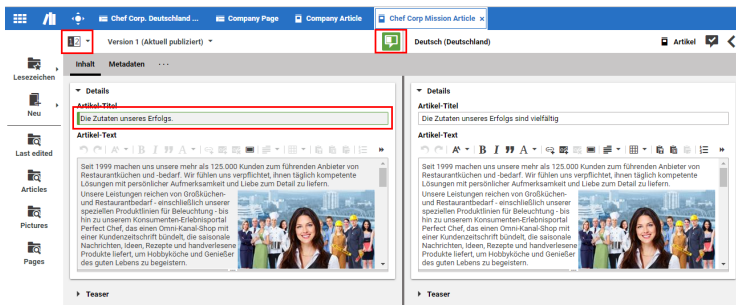 Chef Corp. Deutschland ...
Company Page
Company Article
Chef Corp Mission Article ×
Version 1 (Aktuell publiziert)
Deutsch (Deutschland)
Artikel
Lesezeichen
Neu
Last edited
Articles
Pictures
Pages
Inhalt Metadaten ...
Details
Artikel-Titel
Die Zutaten unseres Erfolgs.
Artikel-Text
Seit 1999 machen uns unsere mehr als 125.000 Kunden zum führenden Anbieter von
Restaurantküchen und -bedarf. Wir fühlen uns verpflichtet, ihnen täglich kompetente
Lösungen mit persönlicher Aufmerksamkeit und Liebe zum Detail zu liefern.
Unsere Leistungen reichen von Großküchen-
und Restaurantbedarf - einschließlich unserer
speziellen Produktlinien für Beleuchtung - bis
hin zu unserem Konsumenten-Erlebnisportal
Perfect Chef, das einen Omni-Kanal-Shop mit
einer Kundenzeitschrift bündelt, die saisonale
Nachrichten, Ideen, Rezepte und handverlesene
Produkte liefert, um Hobbyköche und Genießer
des guten Lebens zu begeistern.
Teaser
Details
Artikel-Titel
Die Zutaten unseres Erfolgs sind vielfältig
Artikel-Text
Seit 1999 machen uns unsere mehr als 125.000 Kunden zum führenden Anbieter von
Restaurantküchen und -bedarf. Wir fühlen uns verpflichtet, ihnen täglich kompetente
Lösungen mit persönlicher Aufmerksamkeit und Liebe zum Detail zu liefern.
Unsere Leistungen reichen von Großküchen-
und Restaurantbedarf - einschließlich unserer
speziellen Produktlinien für Beleuchtung - bis
hin zu unserem Konsumenten-Erlebnisportal
Perfect Chef, das einen Omni-Kanal-Shop mit
einer Kundenzeitschrift bündelt, die saisonale
Nachrichten, Ideen, Rezepte und handverlesene
Produkte liefert, um Hobbyköche und Genießer
des guten Lebens zu begeistern.
Teaser